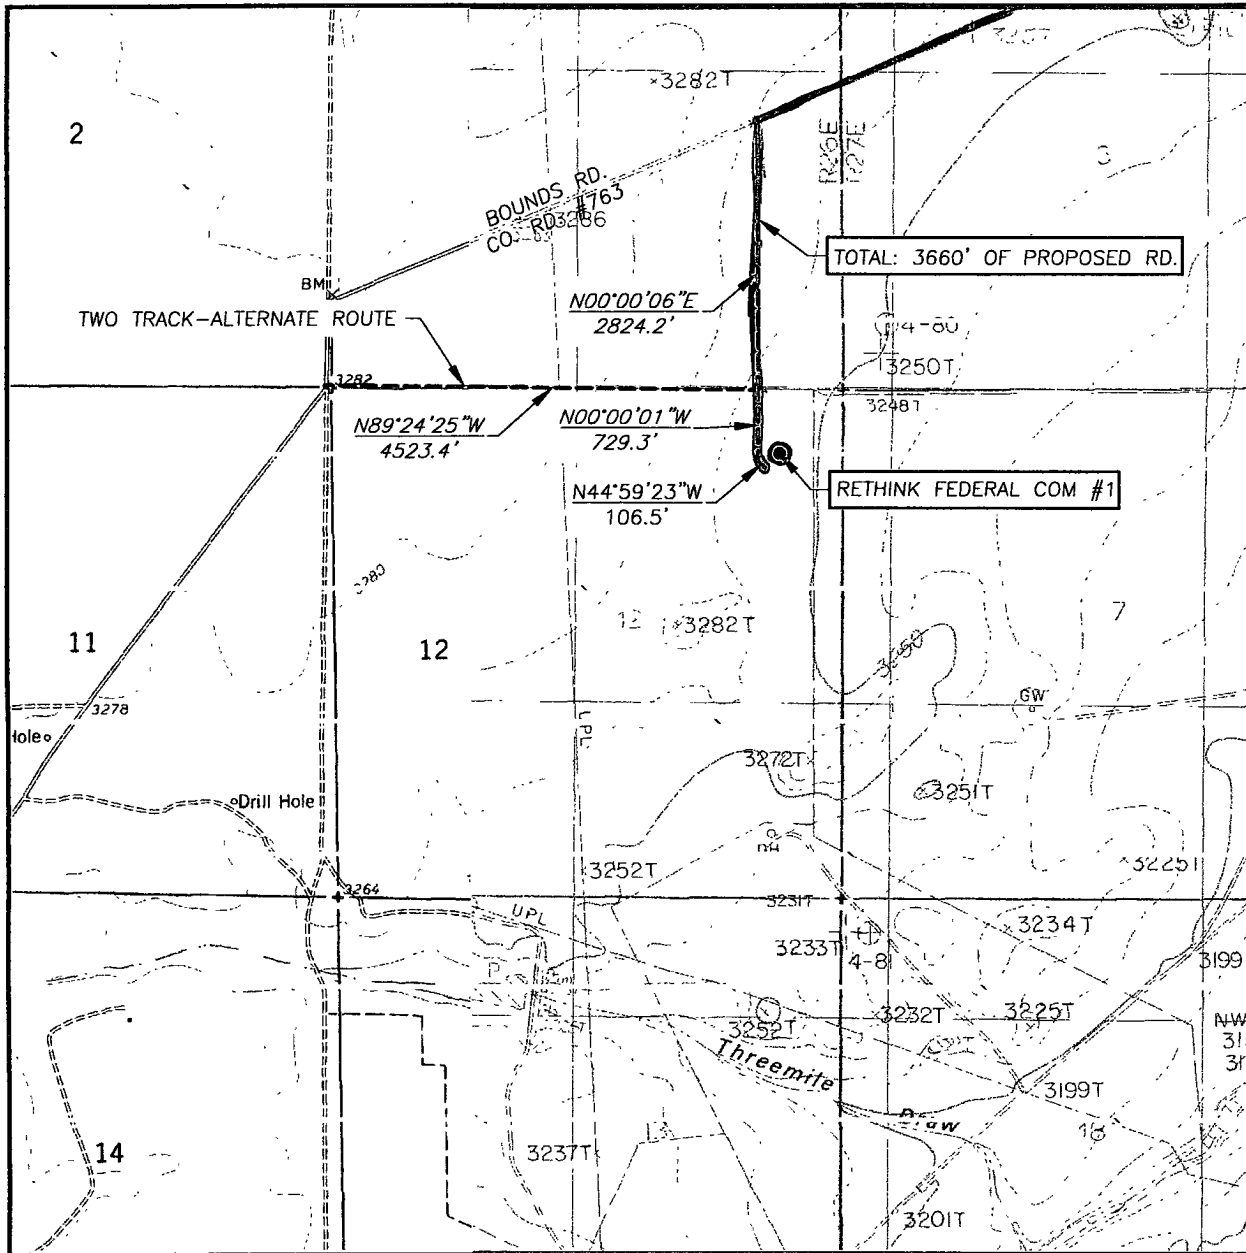 2
×3282T
R26E
R27E
BOUNDS RD.
CO. RD. #763
3286
BM
TWO TRACK-ALTERNATE ROUTE
N00°00'06"E
2824.2'
TOTAL: 3660' OF PROPOSED RD.
3250T
3282
3248T
N89°24'25"W
4523.4'
N00°00'01"W
729.3'
N44°59'23"W
106.5'
RETHINK FEDERAL COM #1
3280
11
12
12
3282T
7
3278
GW
3272T
3251T
Drill Hole
3252T
3225T
3264
UPL
3231T
3233T
3234T
4-8
3199
3252T
3232T
3225T
Threemile
Draw
3199T
14
13
18
3237T
3201T